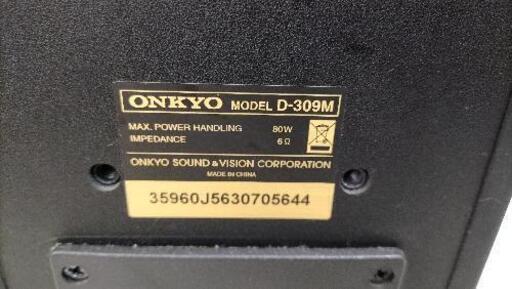 ONKYO MODEL D-309M
MAX. POWER HANDLING 80W
IMPEDANCE 6Ω
ONKYO SOUND & VISION CORPORATION
MADE IN CHINA
35960J5630705644